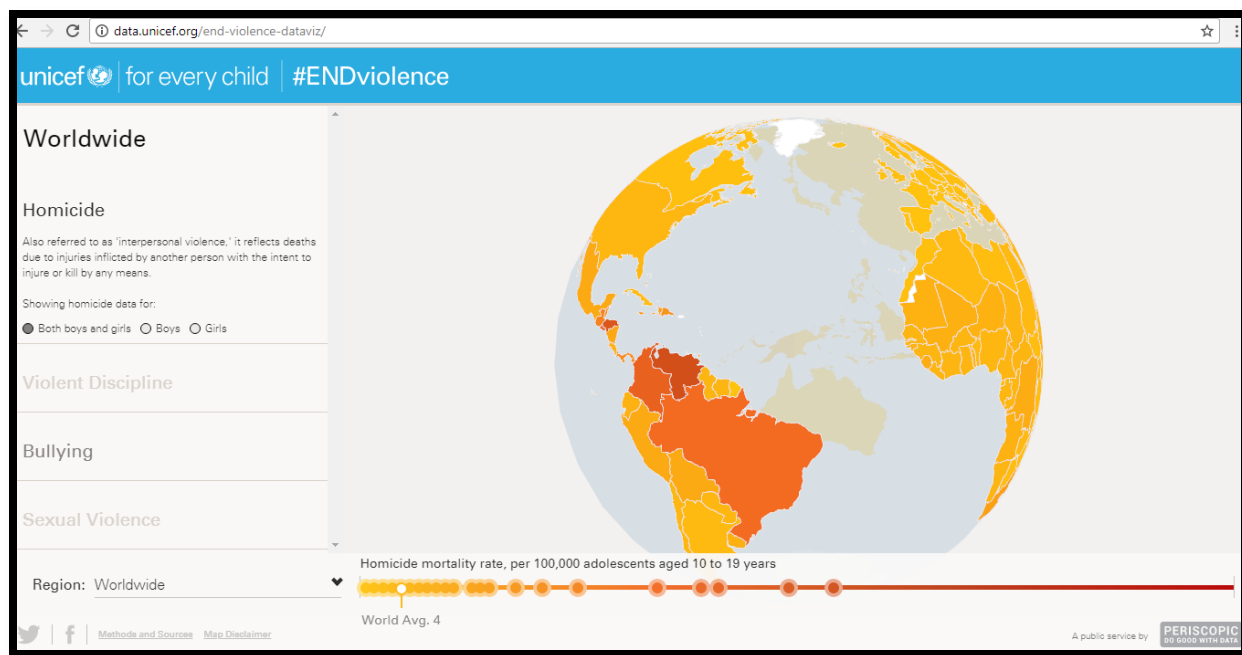 data.unicef.org/end-violence-dataviz/
unicef for every child #ENDviolence
Worldwide
Homicide
Also referred to as 'interpersonal violence,' it reflects deaths
due to injuries inflicted by another person with the intent to
injure or kill by any means.
Showing homicide data for:
Both boys and girls Boys Girls
Violent Discipline
Bullying
Sexual Violence
Region: Worldwide
Homicide mortality rate, per 100,000 adolescents aged 10 to 19 years
World Avg. 4
Methods and Sources Map Disclaimer
A public service by
PERISCOPIC
DO GOOD WITH DATA